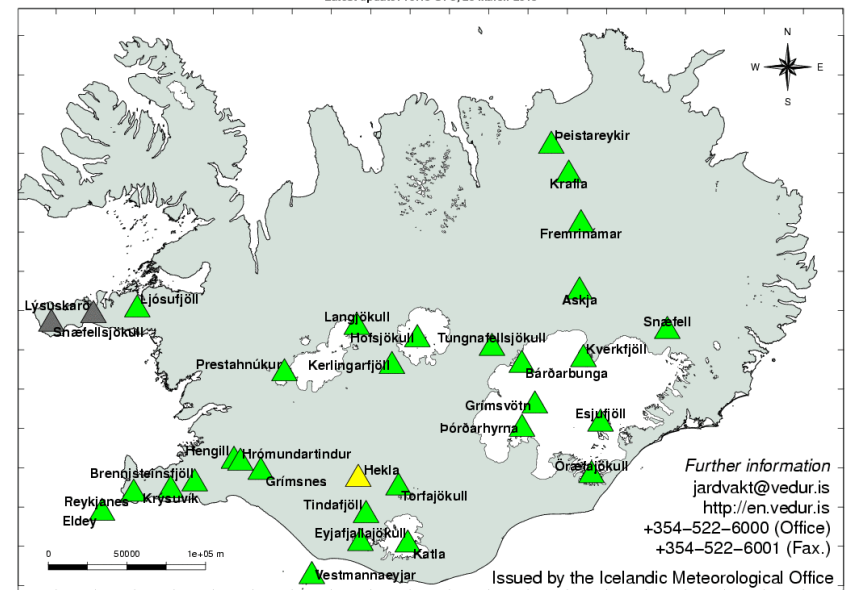 N
W E
S
Þeistareykir
Krafla
Fremrinámar
Askja
Lýsuskarð
Ljósufjöll
Snæfellsjökull
Langjökull
Hofsjökull
Tungnafellsjökull
Snæfell
Prestahnúkur
Kerlingarfjöll
Kverkfjöll
Bárðarbunga
Grímsvötn
Esjufjöll
Þórðarhyrna
Hengill
Hrómundartindur
Grímsnes
Hekla
Torfajökull
Öræfajökull
Brennisteinsfjöll
Reykjanes
Krýsuvík
Eldey
Tindafjöll
Eyjafjallajökull
Katla
Vestmannaeyjar
Further information
jardvakt@vedur.is
http://en.vedur.is
+354−522−6000 (Office)
+354−522−6001 (Fax.)
0 50000 1e+05 m
Issued by the Icelandic Meteorological Office